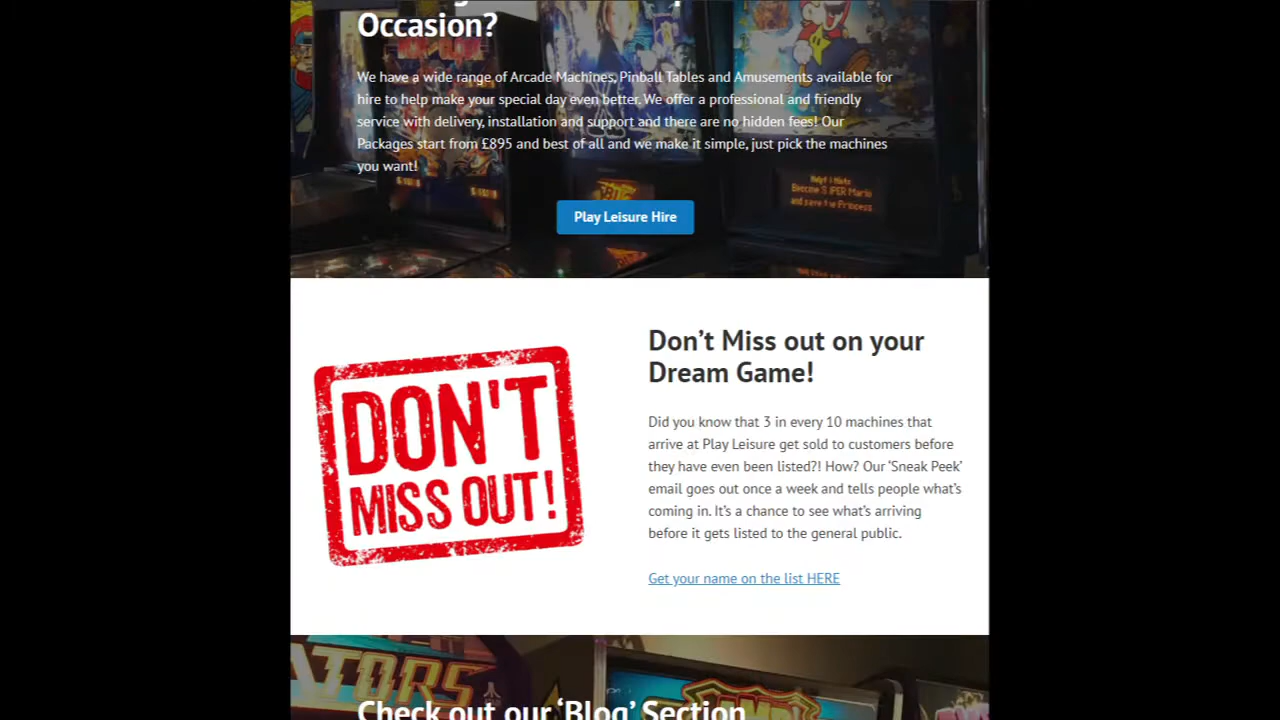 Occasion?
We have a wide range of Arcade Machines, Pinball Tables and Amusements available for
hire to help make your special day even better. We offer a professional and friendly
service with delivery, installation and support and there are no hidden fees! Our
Packages start from £895 and best of all and we make it simple, just pick the machines
you want!
Play Leisure Hire
DON'T
MISS OUT!
Don’t Miss out on your
Dream Game!
Did you know that 3 in every 10 machines that
arrive at Play Leisure get sold to customers before
they have even been listed?! How? Our ‘Sneak Peek’
email goes out once a week and tells people what’s
coming in. It’s a chance to see what’s arriving
before it gets listed to the general public.
Get your name on the list HERE
Check out our ‘Blog’ Section